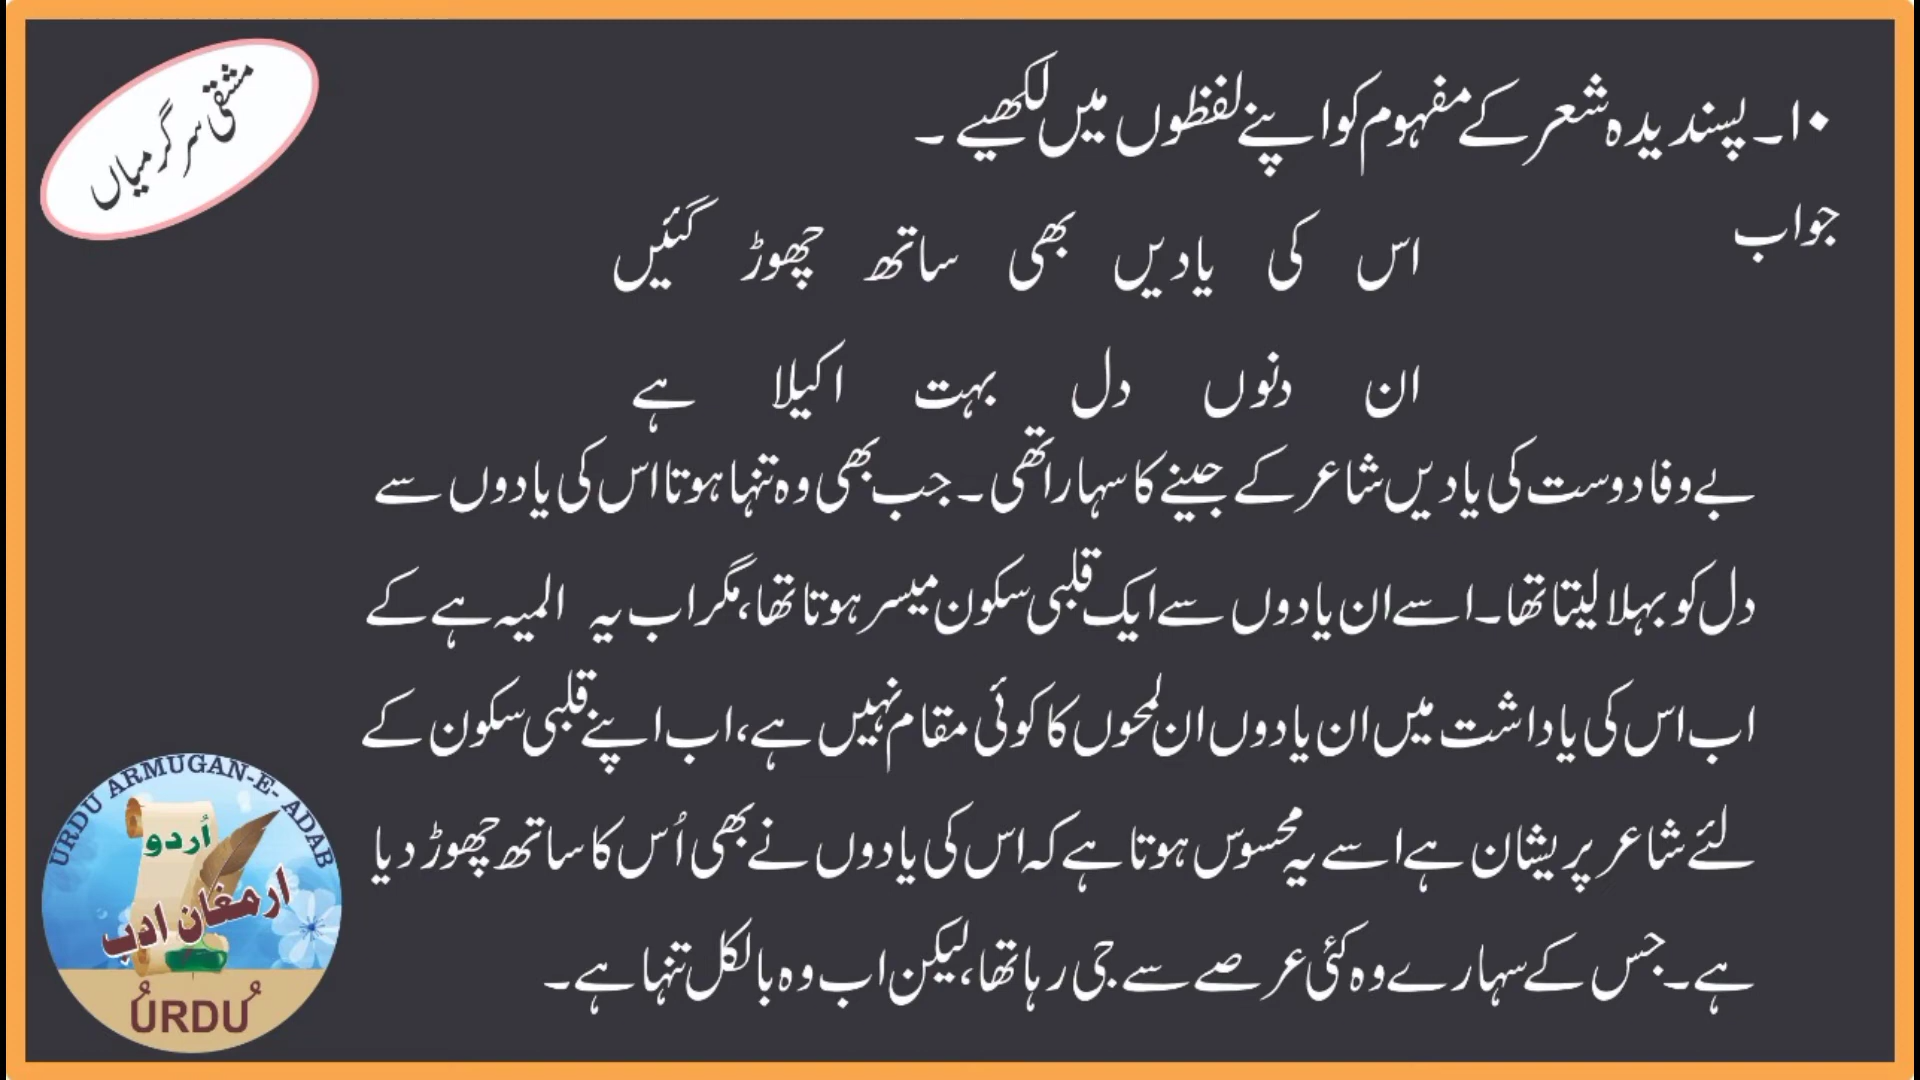 مشقی سرگرمیاں
۱۰۔ پسندیدہ شعر کے مفہوم کو اپنے لفظوں میں لکھیے ۔
جواب
اس کی یادیں بھی ساتھ چھوڑ گئیں
ان دنوں دل بہت اکیلا ہے
بے وفا دوست کی یادیں شاعر کے جینے کا سہارا تھی ۔ جب بھی وہ تنہا ہوتا اس کی یادوں سے
دل کو بہلا لیتا تھا۔ اسے ان یادوں سے ایک قلبی سکون میسر ہوتا تھا، مگر اب یہ المیہ ہے کے
اب اس کی یاداشت میں ان یادوں ان لمحوں کا کوئی مقام نہیں ہے، اب اپنے قلبی سکون کے
لئے شاعر پریشان ہے اسے یہ محسوس ہوتا ہے کہ اس کی یادوں نے بھی اُس کا ساتھ چھوڑ دیا
ہے۔ جس کے سہارے وہ کئی عرصے سے جی رہا تھا، لیکن اب وہ بالکل تنہا ہے۔
URDU ARMUGAN-E- ADAB
اُردو
ارمغان ادب
URDU